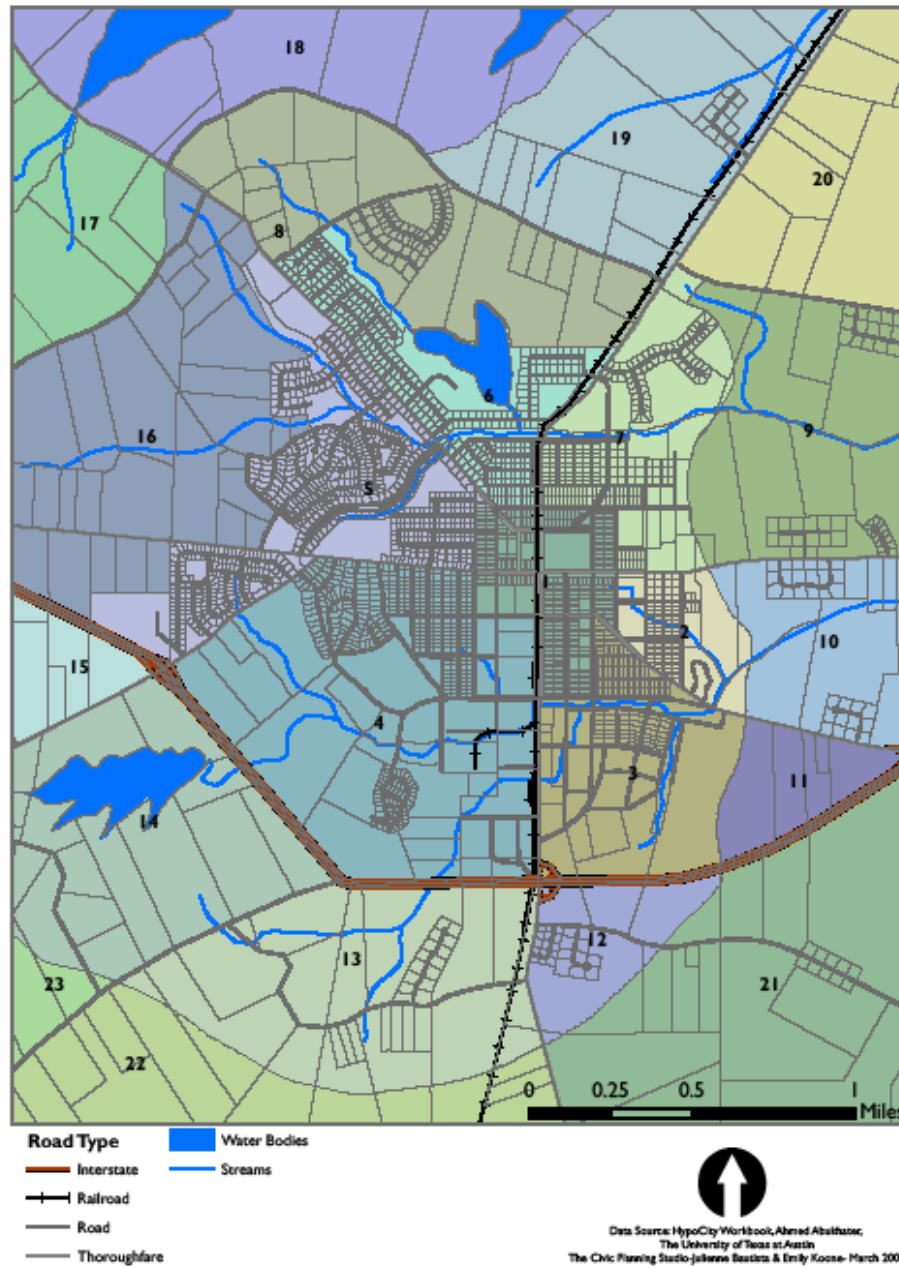 18
19
20
17
8
6
7
9
16
5
1
2
10
15
4
3
11
14
12
13
21
23
22
0 0.25 0.5 1
Miles
Road Type
Water Bodies
Interstate
Streams
Railroad
Road
Thoroughfare
Data Source: HypoCity Workbook, Ahmed Abukhater,
The University of Texas at Austin
The Civic Planning Studio-Julienne Bautista & Emily Koone- March 200